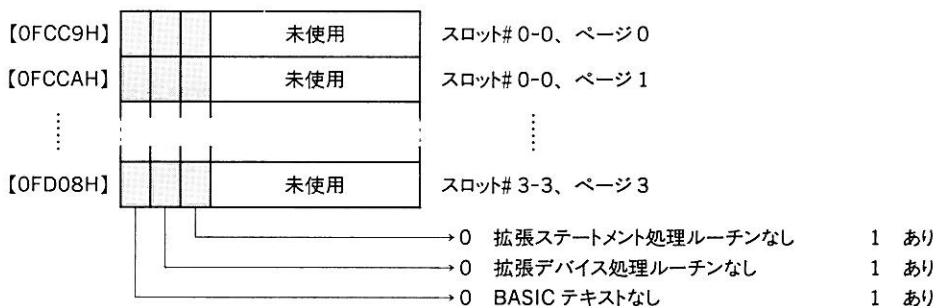 【0FCC9H】 未使用 スロット# 0-0、ページ 0
【0FCCAH】 未使用 スロット# 0-0、ページ 1
【0FD08H】 未使用 スロット# 3-3、ページ 3
0 拡張ステートメント処理ルーチンなし 1 あり
0 拡張デバイス処理ルーチンなし 1 あり
0 BASIC テキストなし 1 あり